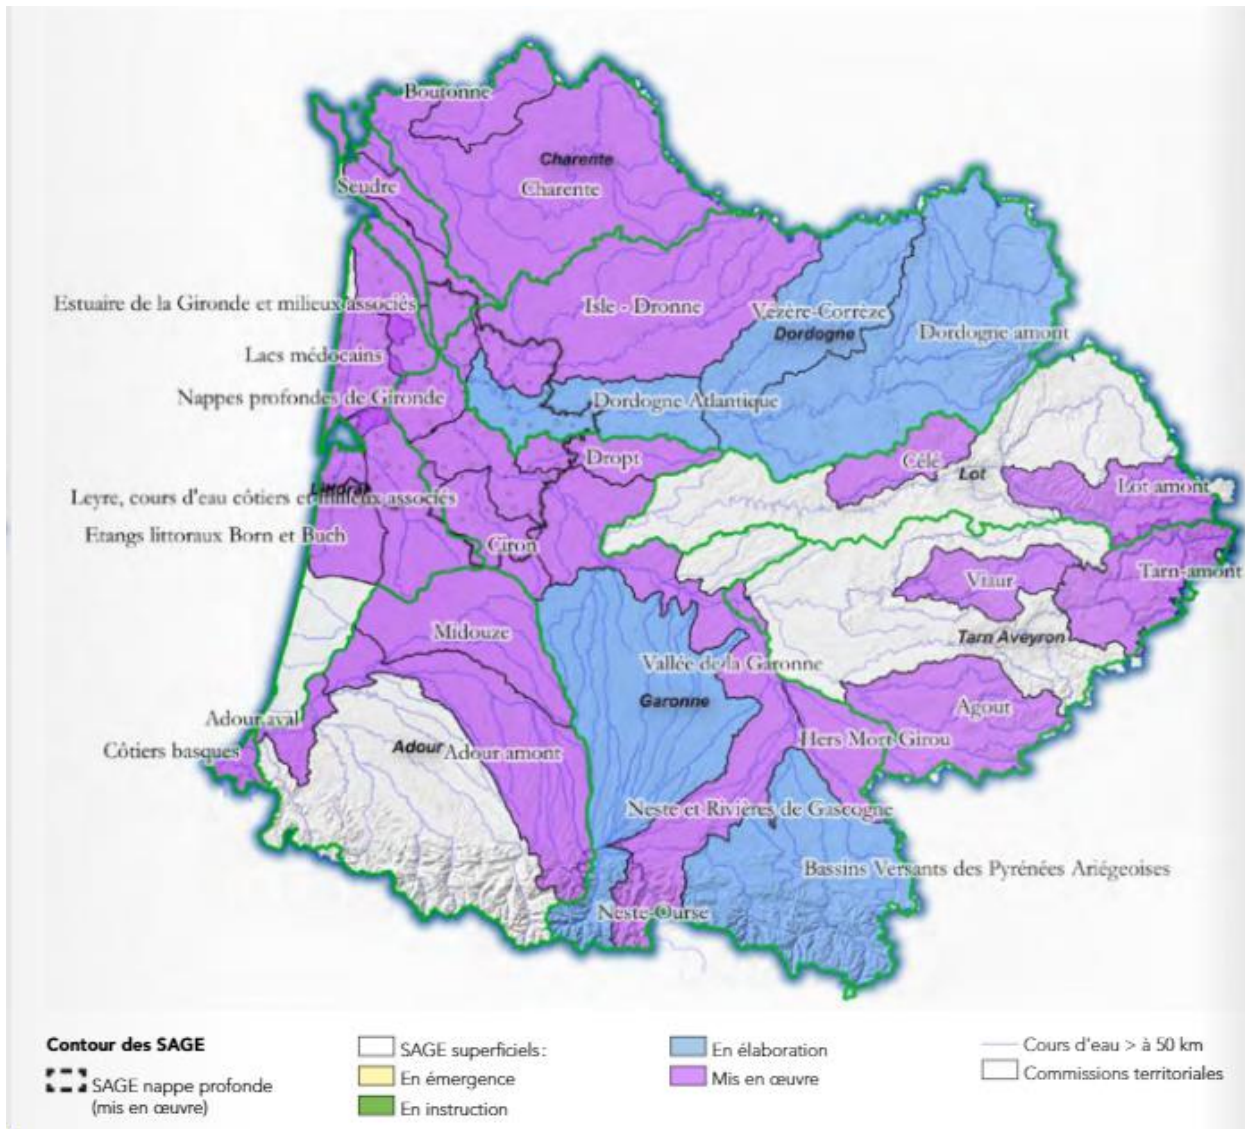 Boutonne
Charente
Charente
Seudre
Estuaire de la Gironde et milieux associés
Isle - Dronne
Vézère-Corrèze
Dordogne
Dordogne amont
Lacs médocains
Nappes profondes de Gironde
Dordogne Atlantique
Dropt
Célé
Lot
Lot amont
Littoral
Leyre, cours d'eau côtiers et milieux associés
Etangs littoraux Born et Buch
Ciron
Viaur
Tarn-amont
Midouze
Tarn Aveyron
Vallée de la Garonne
Garonne
Agout
Adour aval
Côtiers basques
Adour
Adour amont
Hers Mort Girou
Neste et Rivières de Gascogne
Bassins Versants des Pyrénées Ariégeoises
Neste-Ourse
Contour des SAGE
SAGE nappe profonde
(mis en œuvre)
SAGE superficiels :
En émergence
En instruction
En élaboration
Mis en œuvre
Cours d'eau > à 50 km
Commissions territoriales